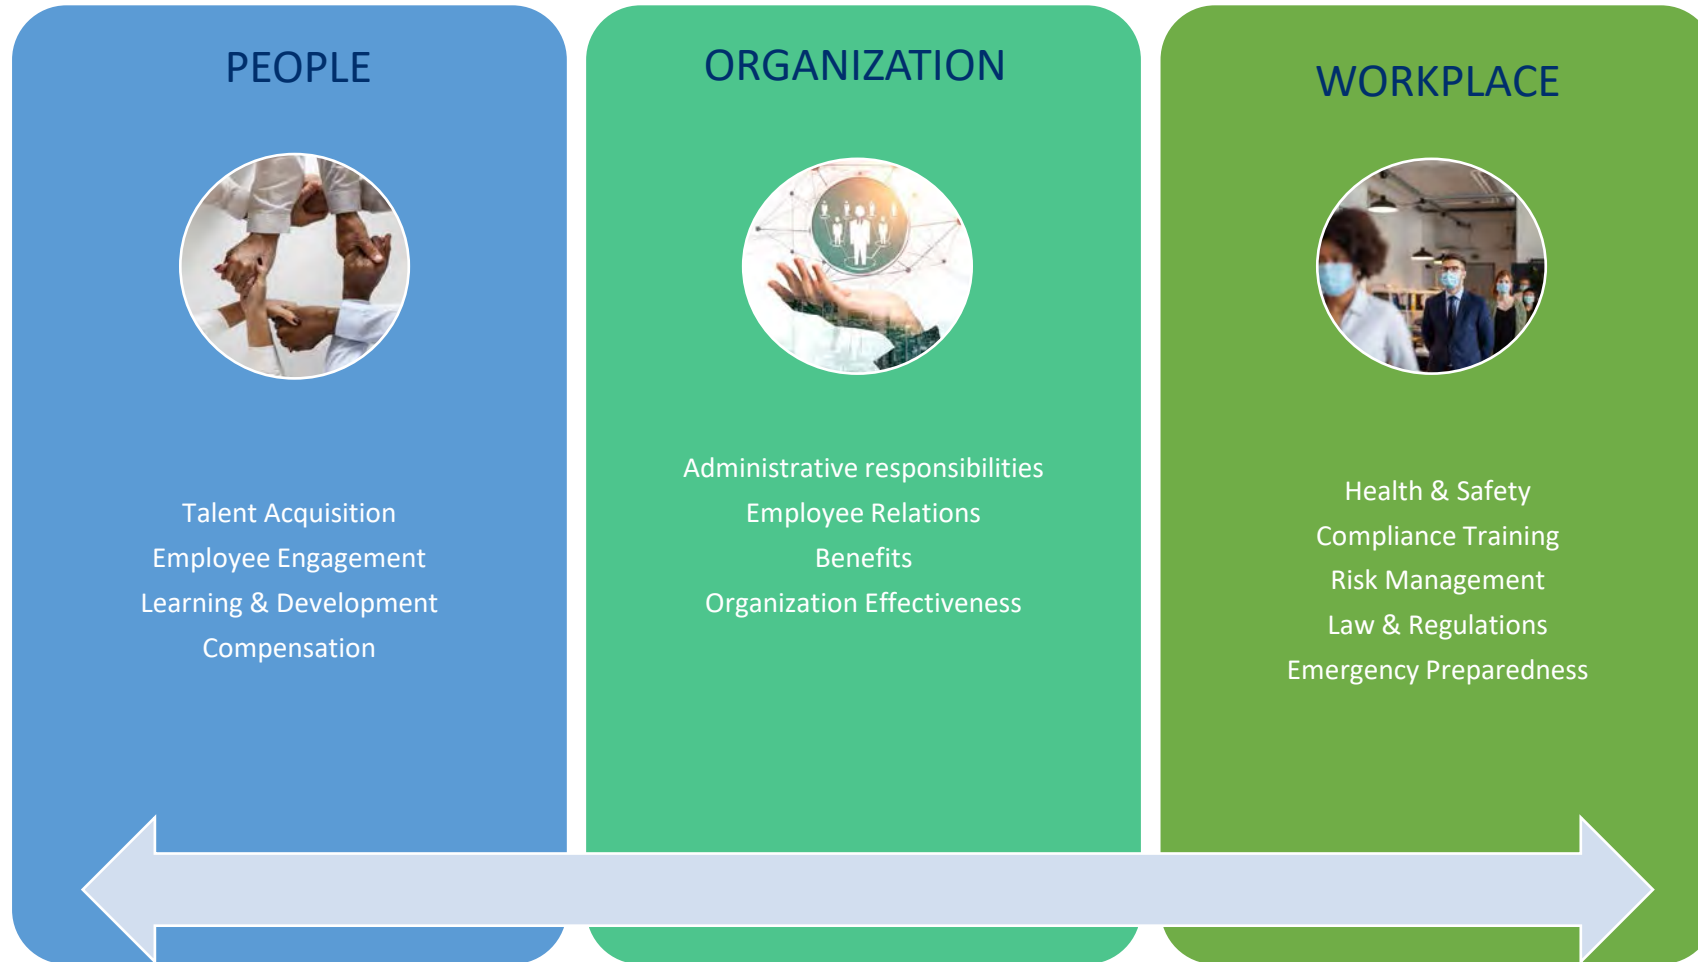 PEOPLE
Talent Acquisition
Employee Engagement
Learning & Development
Compensation
ORGANIZATION
Administrative responsibilities
Employee Relations
Benefits
Organization Effectiveness
WORKPLACE
Health & Safety
Compliance Training
Risk Management
Law & Regulations
Emergency Preparedness